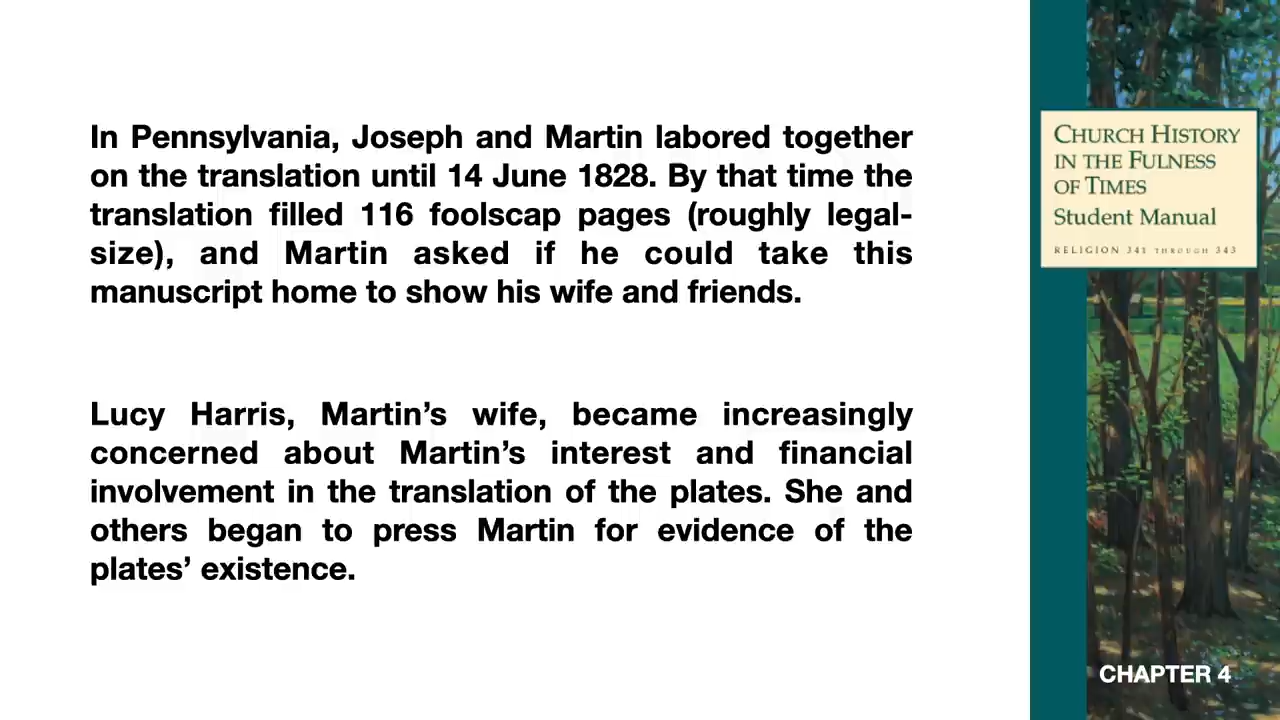 In Pennsylvania, Joseph and Martin labored together
on the translation until 14 June 1828. By that time the
translation filled 116 foolscap pages (roughly legal-
size), and Martin asked if he could take this
manuscript home to show his wife and friends.
Lucy Harris, Martin’s wife, became increasingly
concerned about Martin’s interest and financial
involvement in the translation of the plates. She and
others began to press Martin for evidence of the
plates’ existence.
CHURCH HISTORY
IN THE FULNESS
OF TIMES
Student Manual
RELIGION 341 THROUGH 343
CHAPTER 4